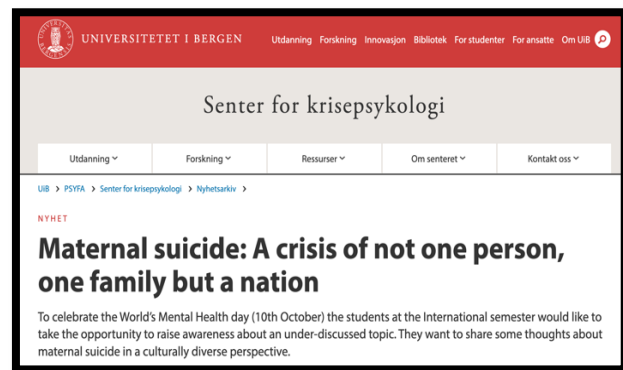 UNIVERSITETET I BERGEN
Utdanning Forskning Innovasjon Bibliotek For studenter For ansatte Om UiB
Senter for krisepsykologi
Utdanning Forskning Ressurser Om senteret Kontakt oss
UiB > PSYFA > Senter for krisepsykologi > Nyhetsarkiv >
NYHET
Maternal suicide: A crisis of not one person,
one family but a nation
To celebrate the World's Mental Health day (10th October) the students at the International semester would like to
take the opportunity to raise awareness about an under-discussed topic. They want to share some thoughts about
maternal suicide in a culturally diverse perspective.